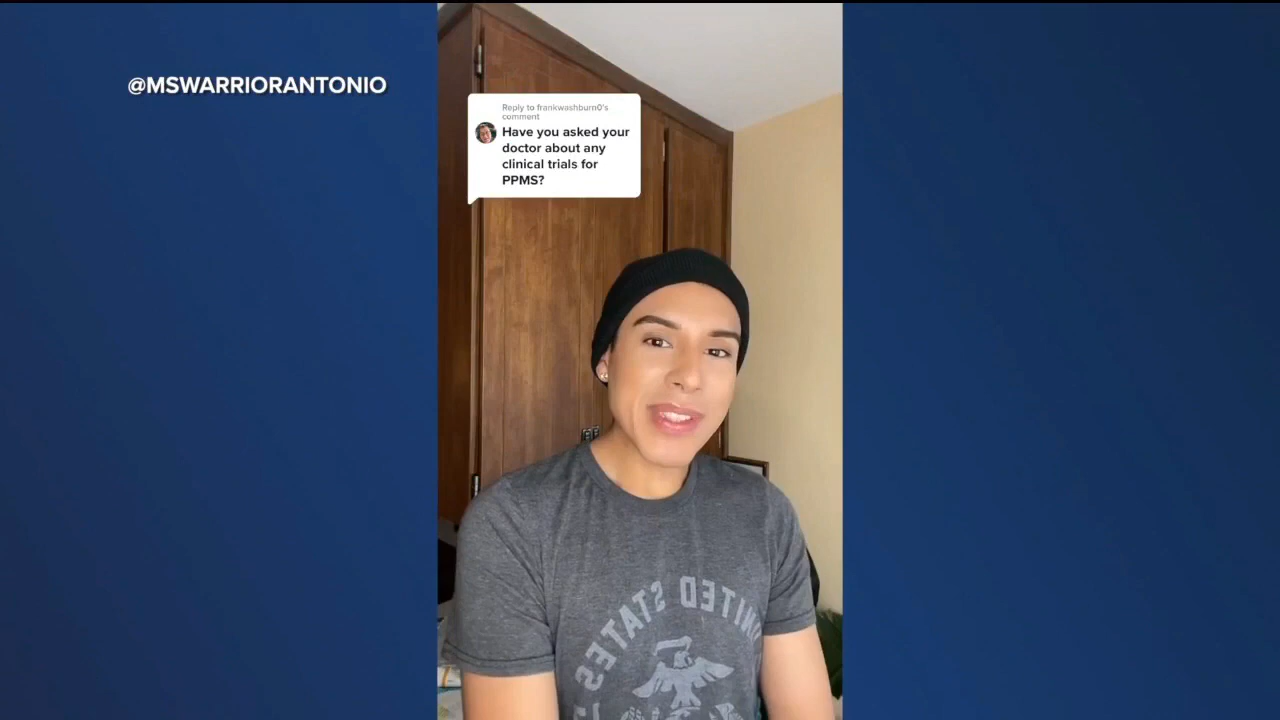 @MSWARRIORANTONIO
Reply to frankwashburn0's
comment
Have you asked your
doctor about any
clinical trials for
PPMS?
UNITED STATES